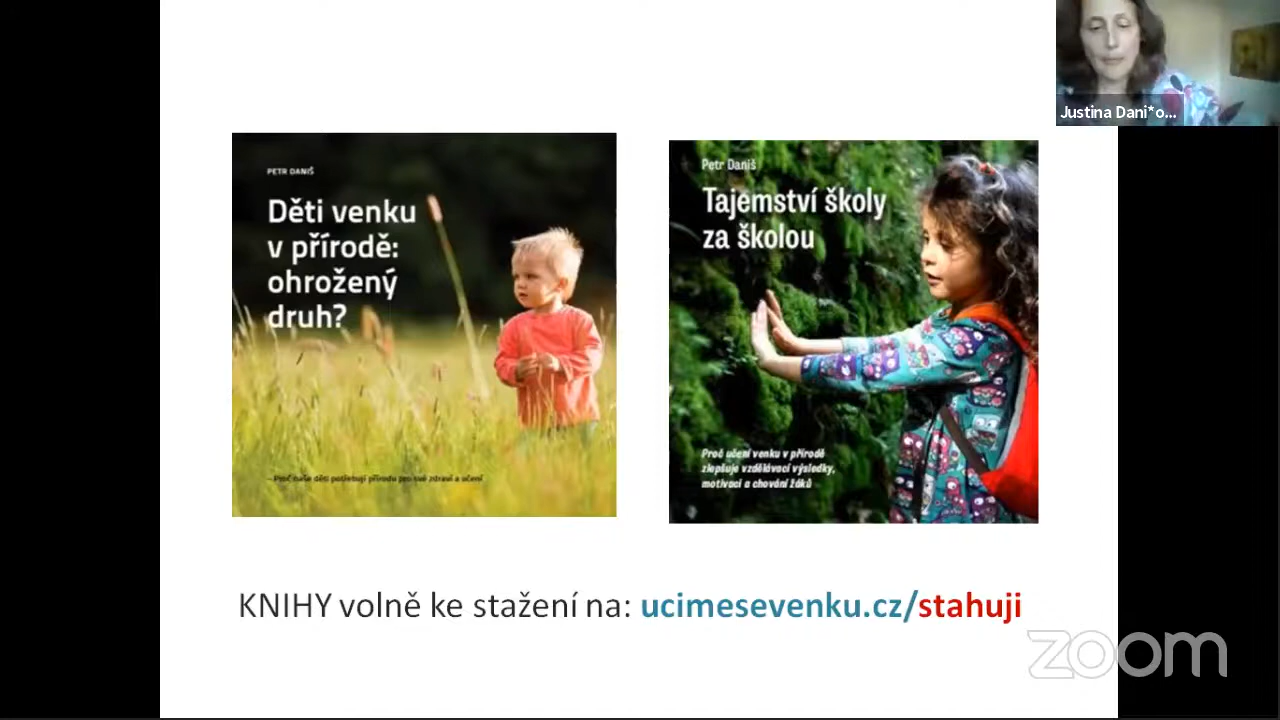 Justina Dani*o...
PETR DANIŠ
Děti venku
v přírodě:
ohrožený
druh?
– Proč naše děti potřebují přírodu pro své zdraví a učení
Petr Daniš
Tajemství školy
za školou
Proč učení venku v přírodě
zlepšuje vzdělávací výsledky,
motivaci a chování žáků
KNIHY volně ke stažení na: ucimesevenku.cz/stahuji
zoom